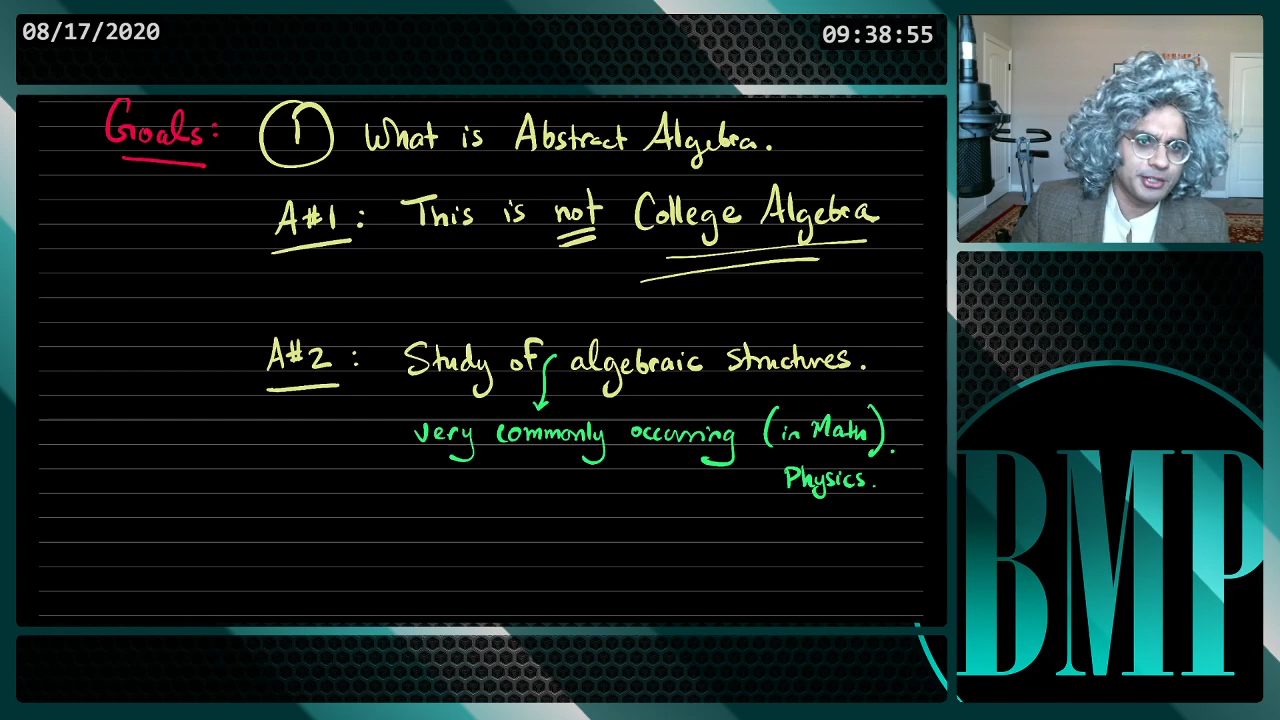 08/17/2020
09:38:55
Goals: 1 What is Abstract Algebra.
A#1: This is not College Algebra
A#2: Study of algebraic structures.
very commonly occurring (in Math).
Physics.
BMP